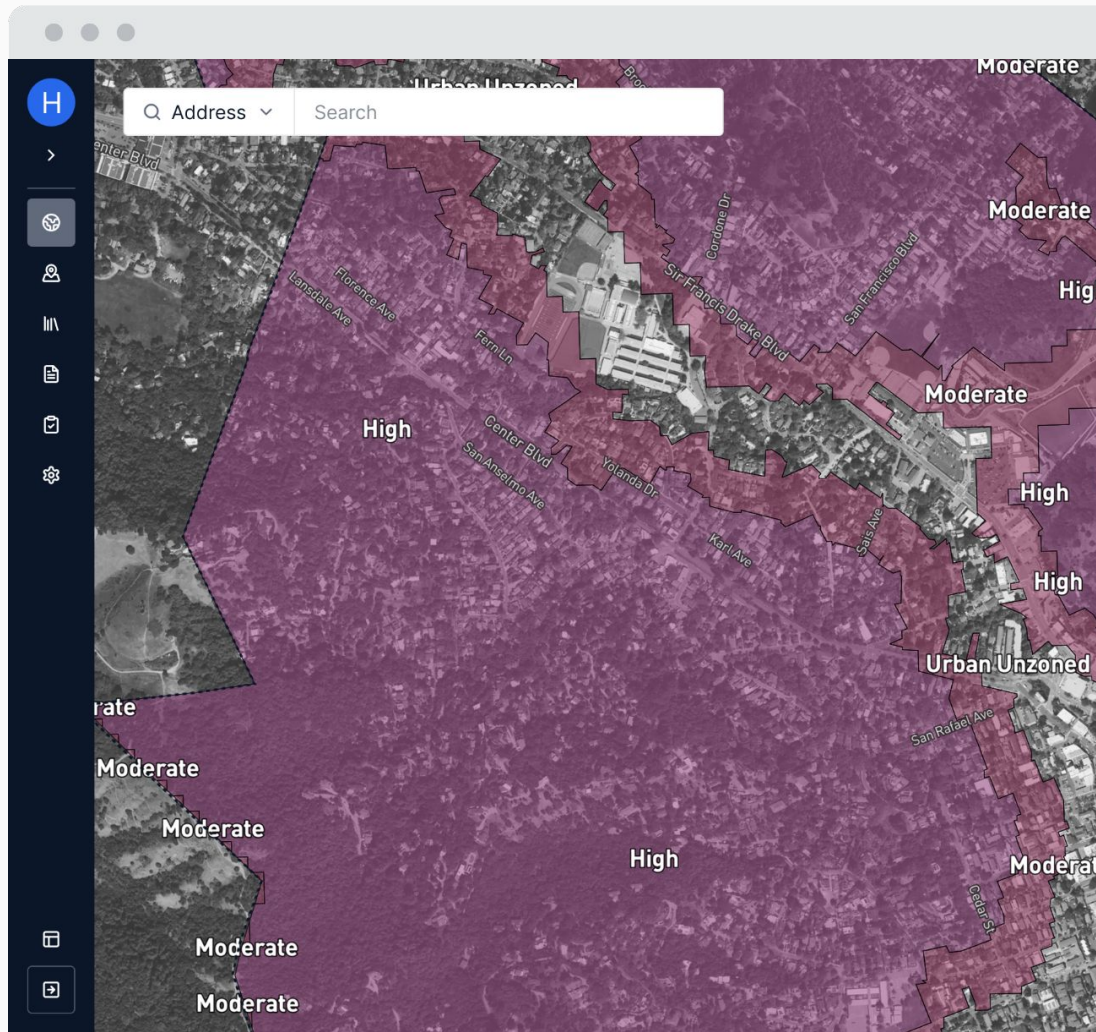 H
Address
Search
Urban Unzoned
Moderate
enter Blvd
Moderate
Cordone Dr
San Francisco Blvd
Sir Francis Drake Blvd
Hig
Florence Ave
Lansdale Ave
Fern Ln
Moderate
High
Center Blvd
San Anselmo Ave
Yolanda Dr
High
Sais Ave
Karl Ave
High
Urban Unzoned
rate
San Rafael Ave
Moderate
Moderate
High
Moderat
Cedar St
Moderate
Moderate